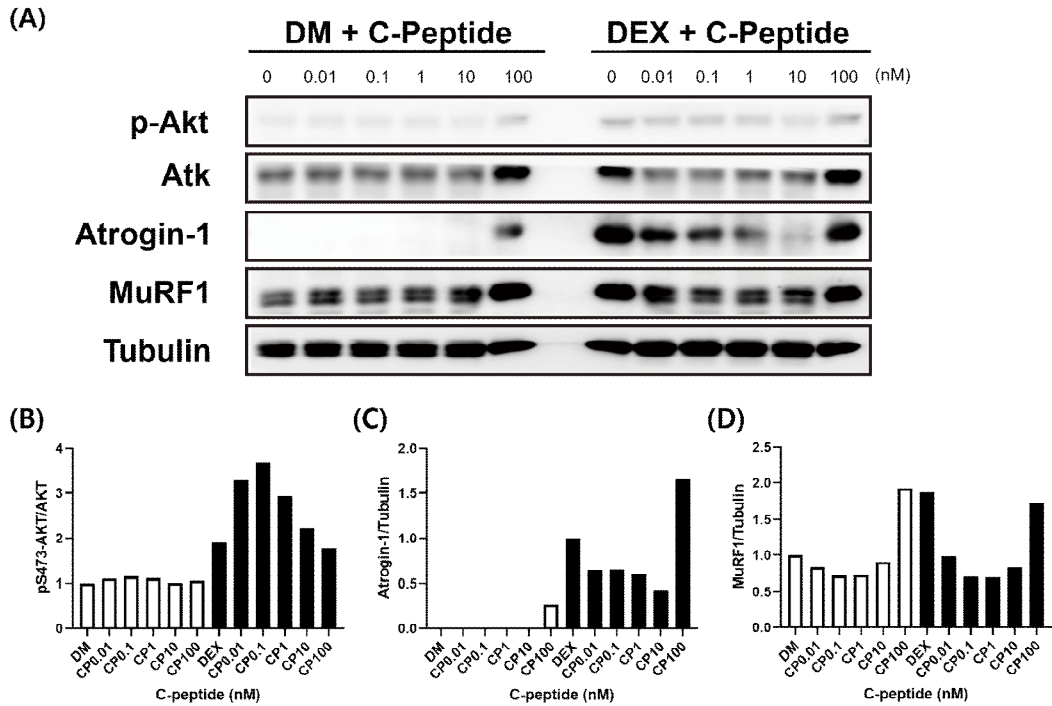 (A)
DM + C-Peptide DEX + C-Peptide
0 0.01 0.1 1 10 100 0 0.01 0.1 1 10 100 (nM)
p-Akt
Atk
Atrogin-1
MuRF1
Tubulin
(B)
pS473-AKT/AKT
4
3
2
1
0
DM CP0.01 CP0.1 CP1 CP10 CP100 DEX CP0.01 CP0.1 CP1 CP10 CP100
C-peptide (nM)
(C)
Atrogin-1/Tubulin
2.0
1.5
1.0
0.5
0.0
DM CP0.01 CP0.1 CP1 CP10 CP100 DEX CP0.01 CP0.1 CP1 CP10 CP100
C-peptide (nM)
(D)
MuRF1/Tubulin
2.5
2.0
1.5
1.0
0.5
0.0
DM CP0.01 CP0.1 CP1 CP10 CP100 DEX CP0.01 CP0.1 CP1 CP10 CP100
C-peptide (nM)